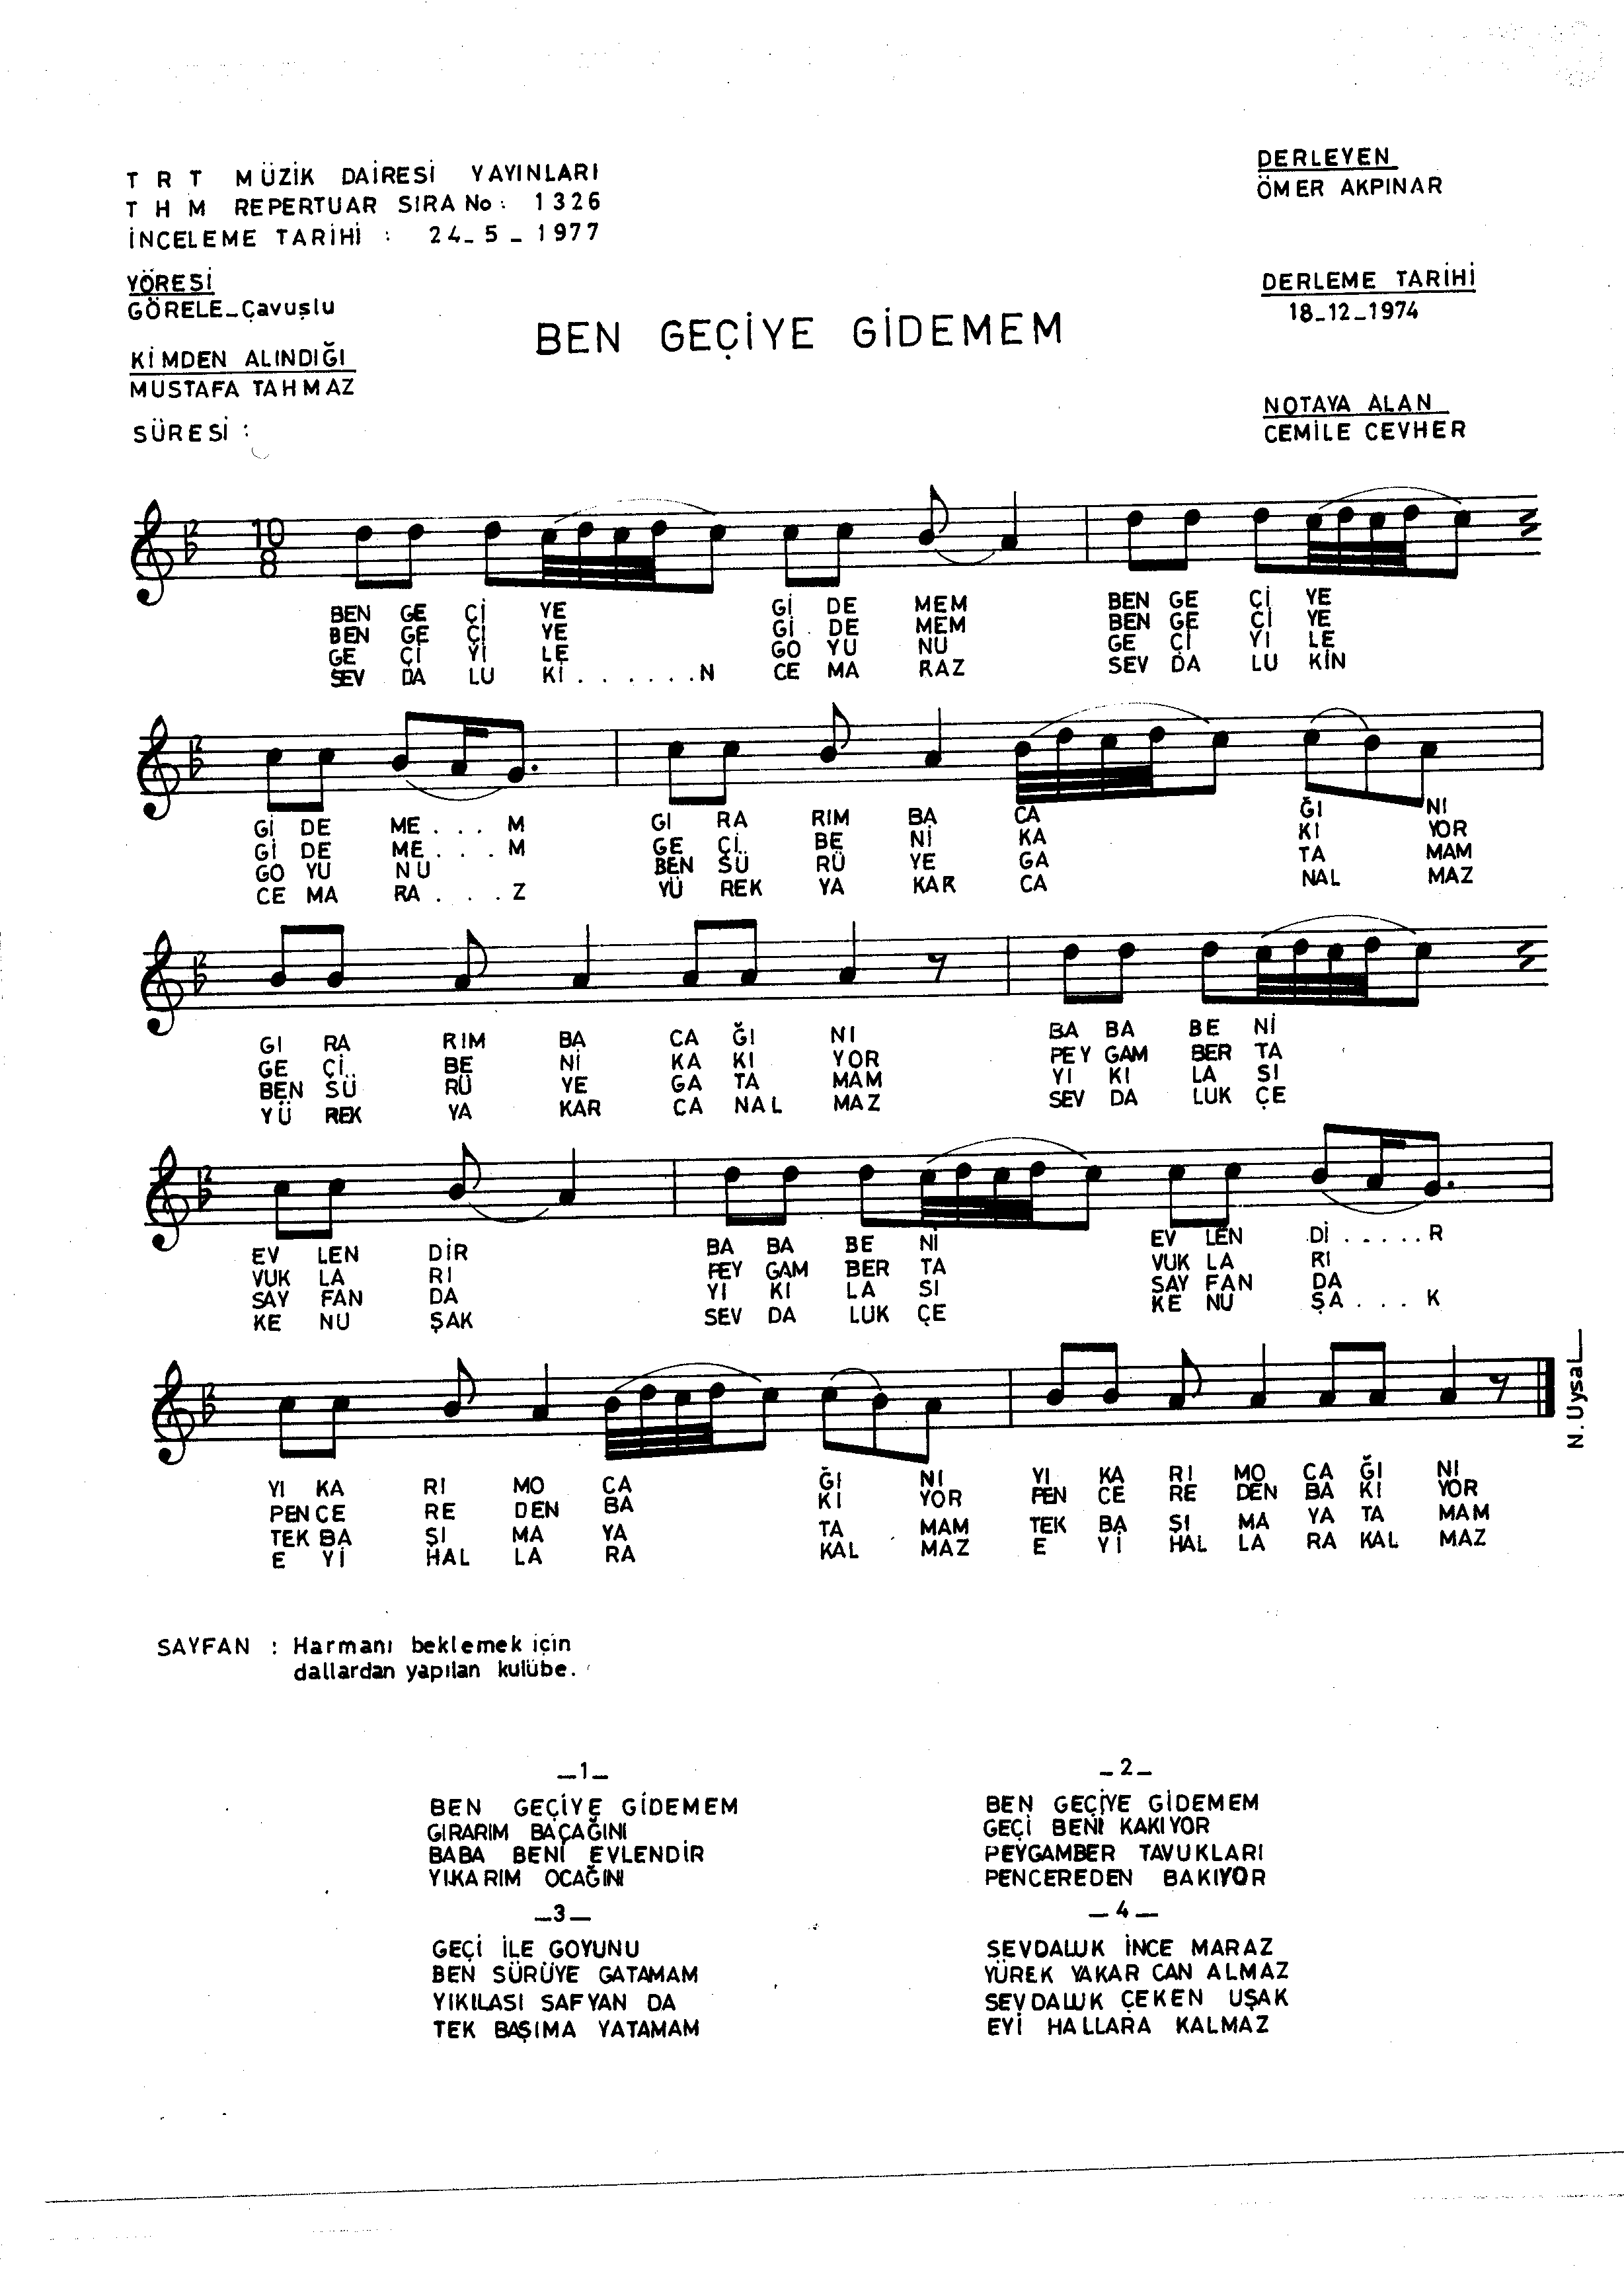 T R T MÜZİK DAİRESİ YAYINLARI
T H M REPERTUAR SIRA No: 1326
İNCELEME TARİHİ : 24_5_1977
DERLEYEN
ÖMER AKPINAR
YÖRESİ
GÖRELE_Çavuşlu
DERLEME TARİHİ
18_12_1974
BEN GEÇİYE GİDEMEM
KİMDEN ALINDIĞI
MUSTAFA TAHMAZ
NOTAYA ALAN
CEMİLE CEVHER
SÜRESİ :
10
8
BEN GE Çİ YE Gİ DE MEM BEN GE Çİ YE
BEN GE Çİ YE Gİ DE MEM BEN GE Çİ YE
GE Çİ Yİ LE GO YU NU GE Çİ Yİ LE
SEV DA LU Kİ . . . . . . N CE MA RAZ SEV DA LU KİN
Gİ DE ME . . . M GI RA RIM BA CA ĞI NI
Gİ DE ME . . . M GE Çİ BE Nİ KA KI YOR
GO YU NU BEN SÜ RÜ YE GA TA MAM
CE MA RA . . . Z YÜ REK YA KAR CA NAL MAZ
GI RA RIM BA CA ĞI NI BA BA BE Nİ
GE Çİ BE Nİ KA KI YOR PEY GAM BER TA
BEN SÜ RÜ YE GA TA MAM YI KI LA SI
YÜ REK YA KAR CA NAL MAZ SEV DA LUK ÇE
EV LEN DİR BA BA BE Nİ EV LEN Dİ . . . . . R
VUK LA RI PEY GAM BER TA VUK LA RI
SAY FAN DA YI KI LA SI SAY FAN DA
KE NU ŞAK SEV DA LUK ÇE KE NU ŞA . . . K
N.Uysal
YI KA RI MO CA ĞI NI YI KA RI MO CA ĞI NI
PEN CE RE DEN BA KI YOR PEN CE RE DEN BA KI YOR
TEK BA ŞI MA YA TA MAM TEK BA ŞI MA YA TA MAM
E Yİ HAL LA RA KAL MAZ E Yİ HAL LA RA KAL MAZ
SAYFAN : Harmanı beklemek için
dallardan yapılan kulübe.
_1_
BEN GEÇİYE GİDEMEM
GIRARIM BACAĞINI
BABA BENİ EVLENDİR
YIKARIM OCAĞINI
_2_
BEN GEÇİYE GİDEMEM
GEÇİ BENİ KAKIYOR
PEYGAMBER TAVUKLARI
PENCEREDEN BAKIYOR
_3_
GEÇİ İLE GOYUNU
BEN SÜRÜYE GATAMAM
YIKILASI SAFYAN DA
TEK BAŞIMA YATAMAM
_4_
SEVDALUK İNCE MARAZ
YÜREK YAKAR CAN ALMAZ
SEVDALUK ÇEKEN UŞAK
EYİ HALLARA KALMAZ